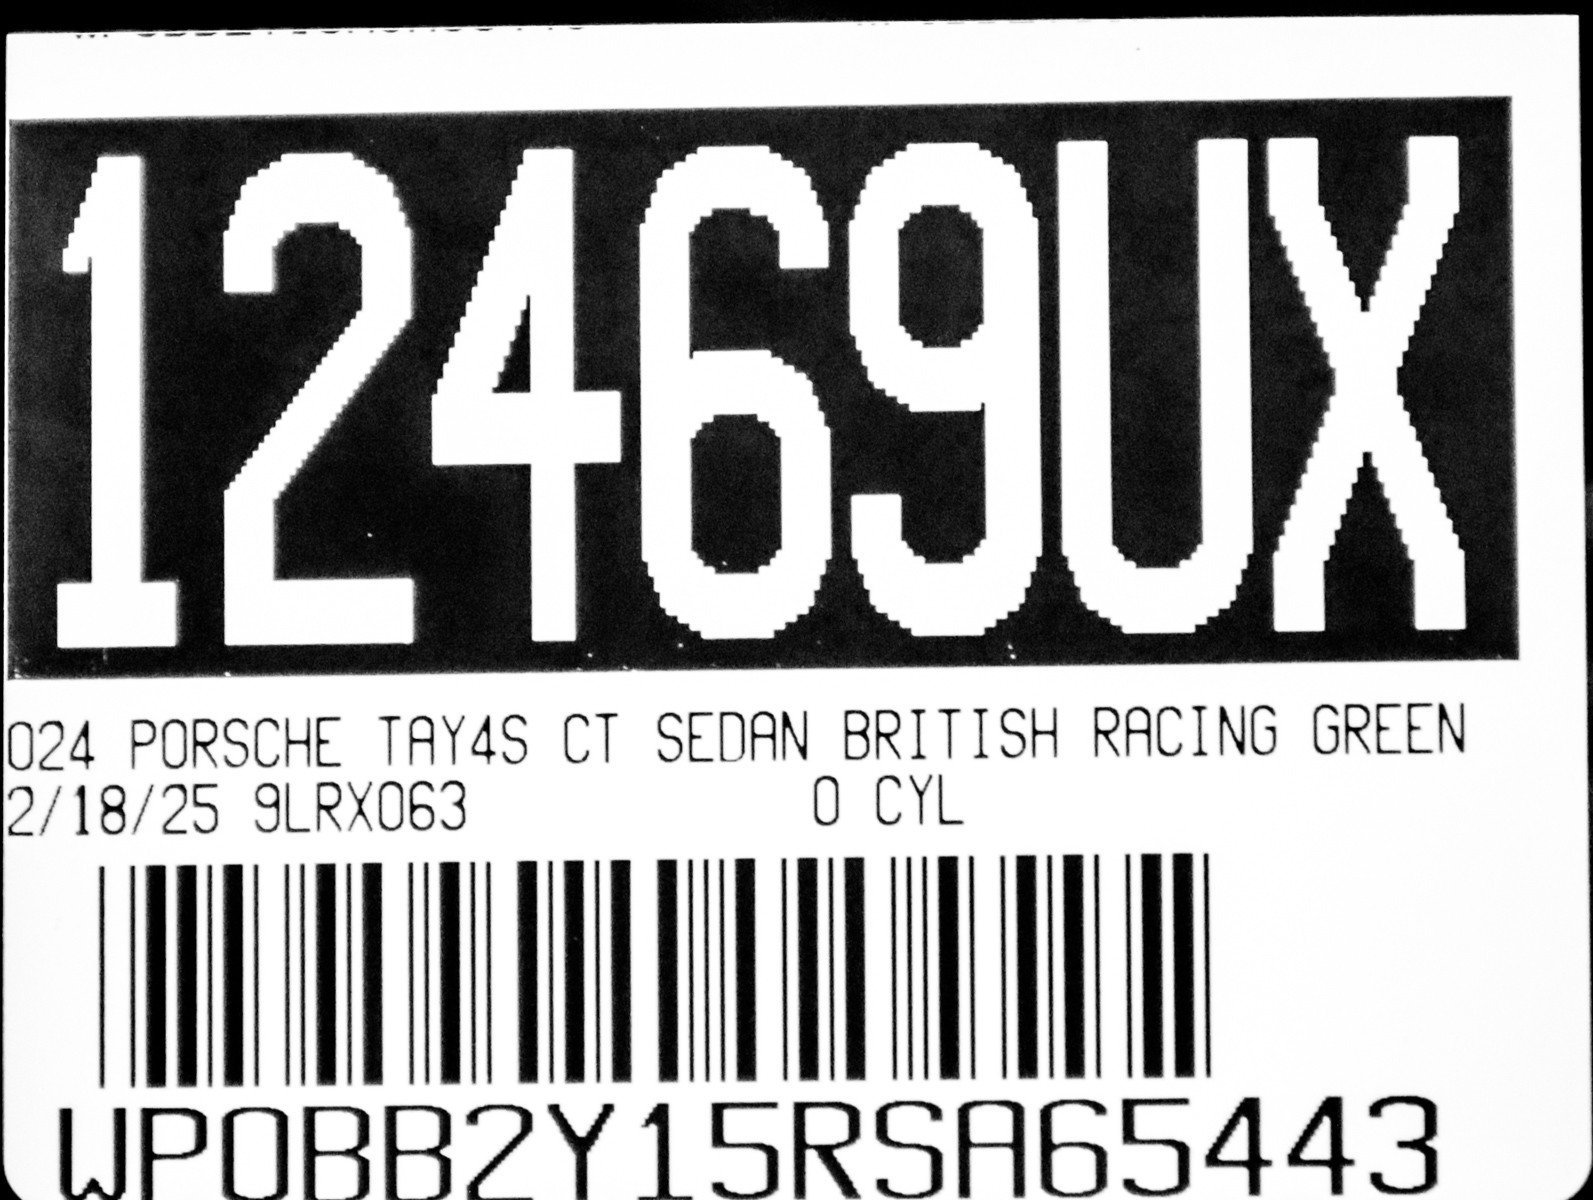 12469UX
024 PORSCHE TAY4S CT SEDAN BRITISH RACING GREEN
2/18/25 9LRX063 0 CYL
WP0BB2Y15RSA65443